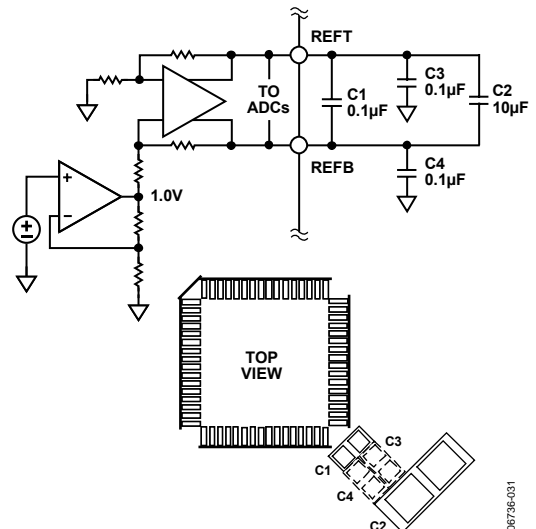 REFT
C3
0.1µF
C2
10µF
C1
0.1µF
TO
ADCs
REFB
C4
0.1µF
+
–
1.0V
TOP
VIEW
C3
C1
C4
C2
06736-031